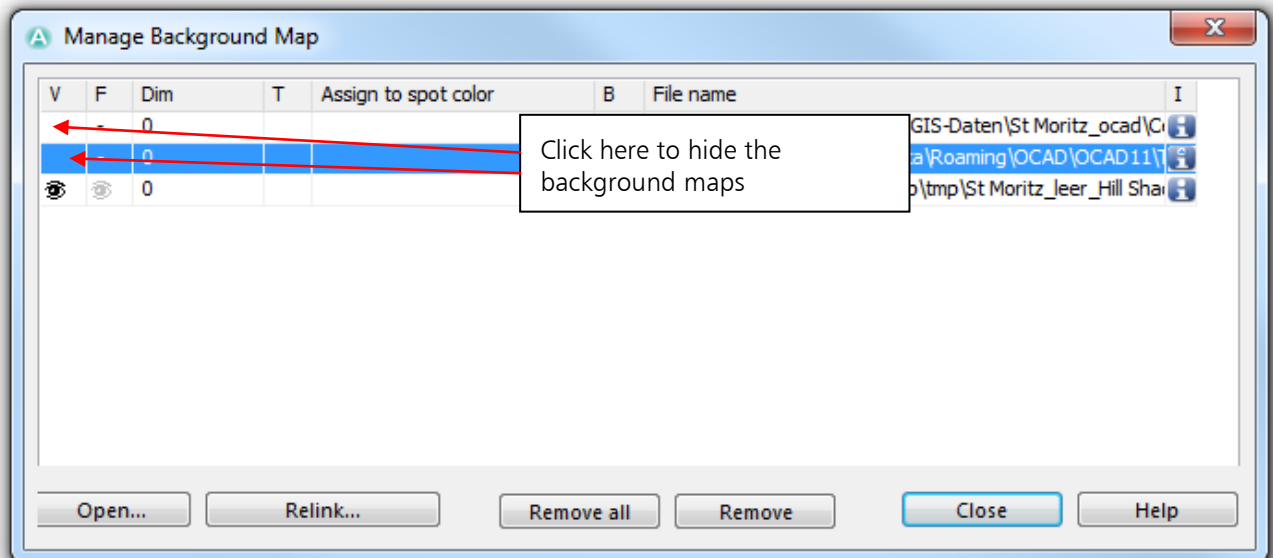 Manage Background Map
V F Dim T Assign to spot color B File name I
- 0 GIS-Daten\St Moritz_ocad\
- 0 \Roaming\OCAD\OCAD11\
0 \tmp\St Moritz_leer_Hill
Click here to hide the
background maps
Open... Relink... Remove all Remove Close Help